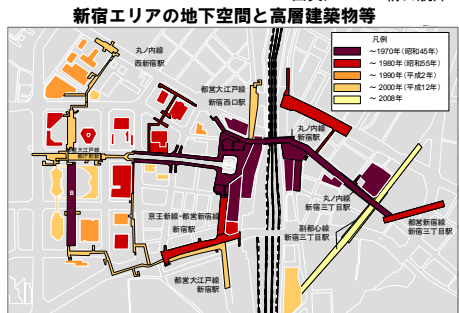 新宿エリアの地下空間と高層建築物等
凡例
～1970年(昭和45年)
～1980年(昭和55年)
～1990年(平成2年)
～2000年(平成12年)
～2008年
丸ノ内線
西新宿駅
都営大江戸線
新宿西口駅
丸ノ内線
新宿駅
都営大江戸線
都庁前駅
丸ノ内線
新宿三丁目駅
京王新線・都営新宿線
新宿駅
副都心線
新宿三丁目駅
都営新宿線
新宿三丁目駅
都営大江戸線
新宿駅